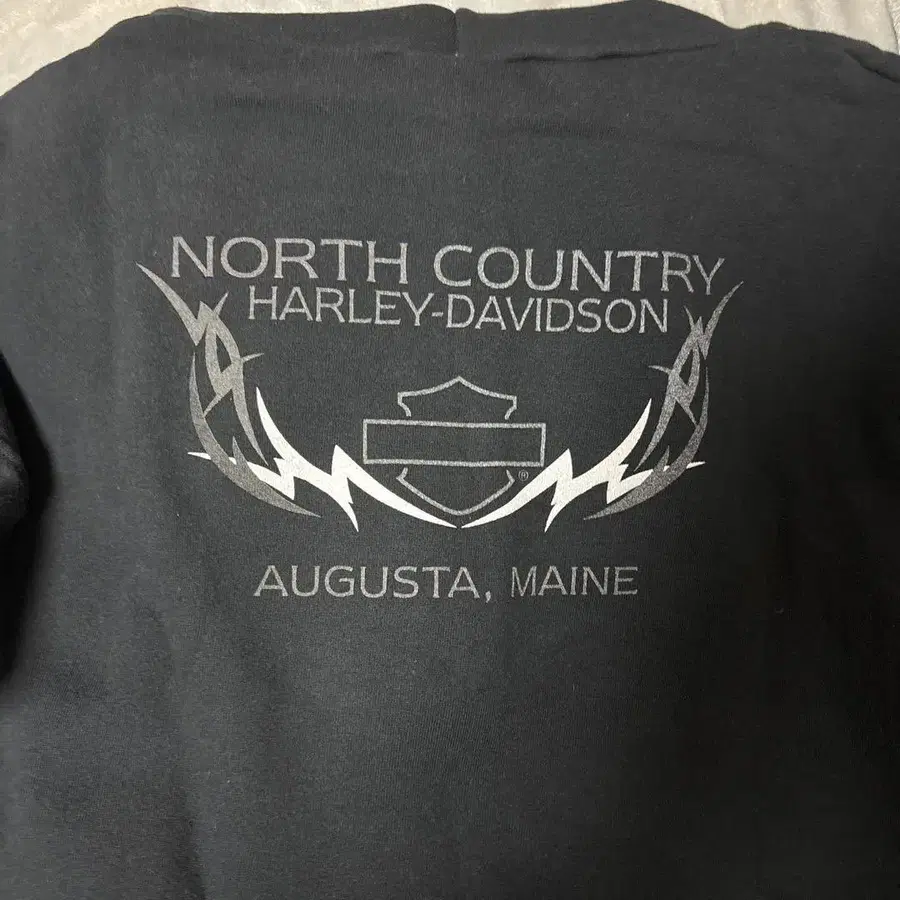 NORTH COUNTRY
HARLEY-DAVIDSON
®
AUGUSTA, MAINE